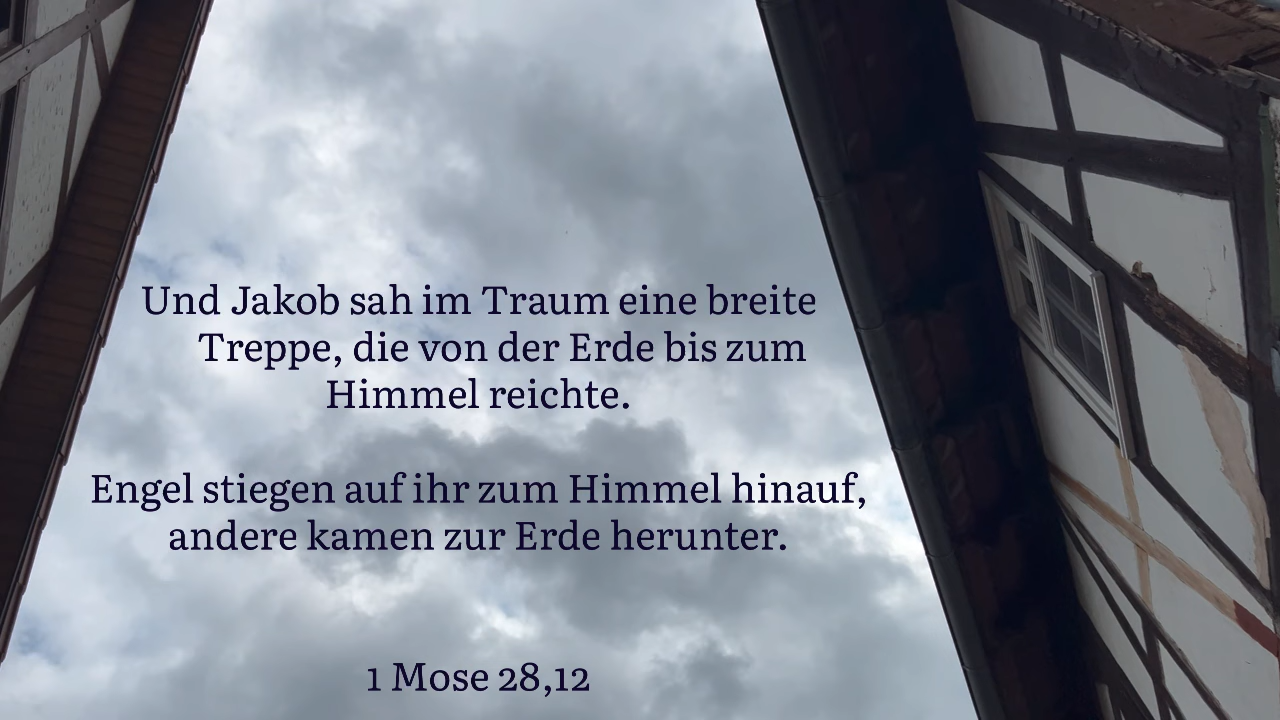 Und Jakob sah im Traum eine breite
Treppe, die von der Erde bis zum
Himmel reichte.
Engel stiegen auf ihr zum Himmel hinauf,
andere kamen zur Erde herunter.
1 Mose 28,12